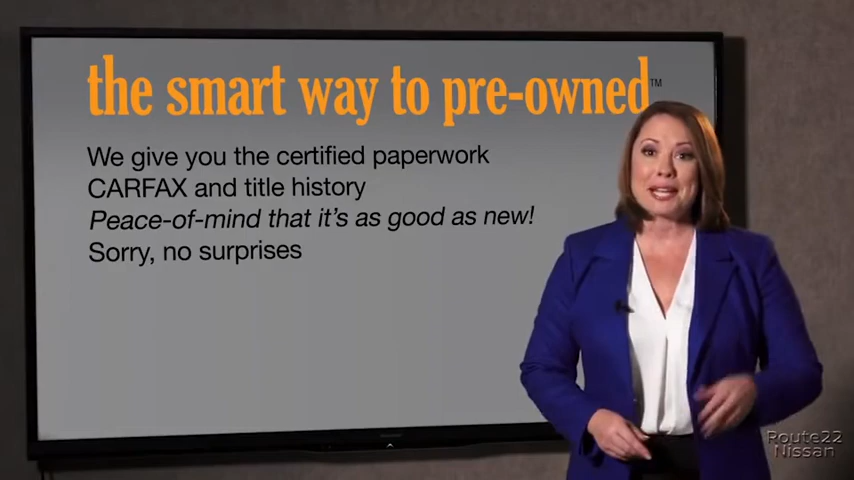 the smart way to pre-owned™
We give you the certified paperwork
CARFAX and title history
Peace-of-mind that it's as good as new!
Sorry, no surprises
Route22
Nissan